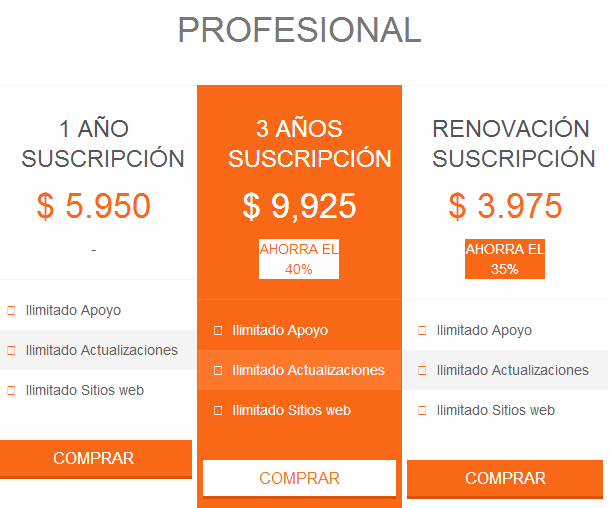 PROFESIONAL
1 AÑO
SUSCRIPCIÓN
$ 5.950
-
Ilimitado Apoyo
Ilimitado Actualizaciones
Ilimitado Sitios web
COMPRAR
3 AÑOS
SUSCRIPCIÓN
$ 9,925
AHORRA EL
40%
Ilimitado Apoyo
Ilimitado Actualizaciones
Ilimitado Sitios web
COMPRAR
RENOVACIÓN
SUSCRIPCIÓN
$ 3.975
AHORRA EL
35%
Ilimitado Apoyo
Ilimitado Actualizaciones
Ilimitado Sitios web
COMPRAR